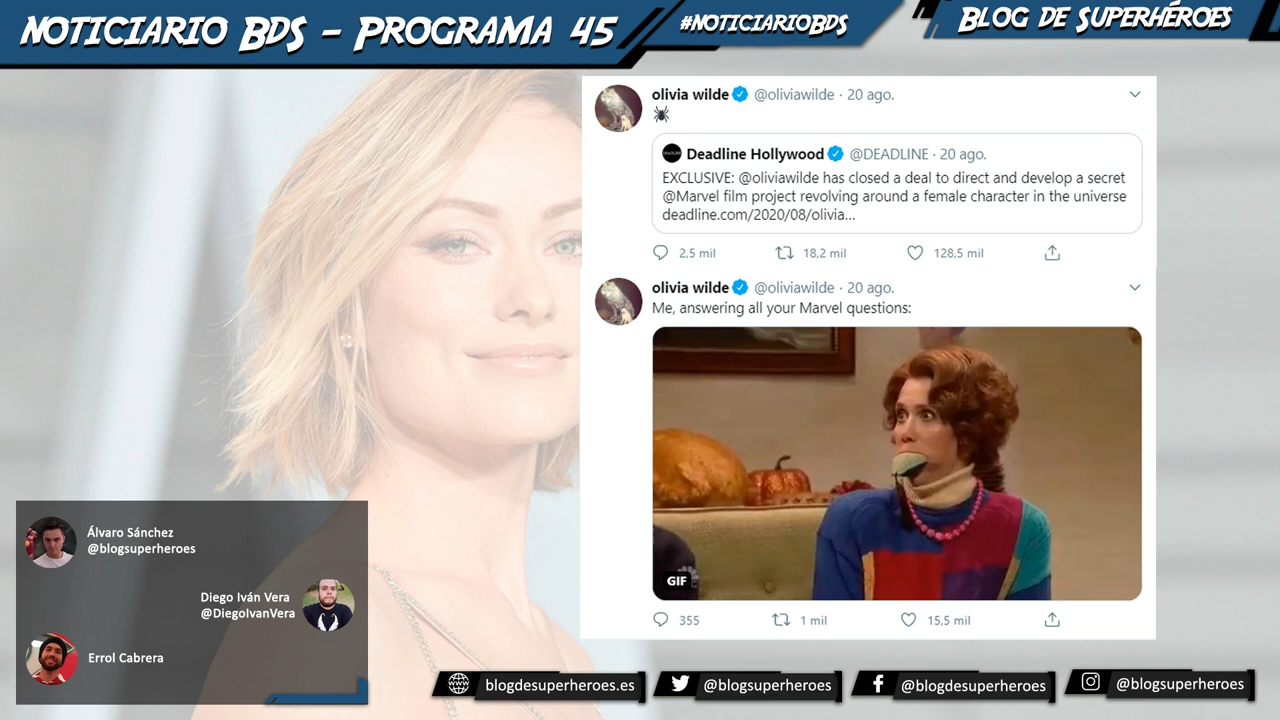 NOTICIARIO BDS - PROGRAMA 45
#NOTICIARIOBDS
BLOG DE SUPERHÉROES
olivia wilde @oliviawilde · 20 ago.
🕷
Deadline Hollywood @DEADLINE · 20 ago.
EXCLUSIVE: @oliviawilde has closed a deal to direct and develop a secret
@Marvel film project revolving around a female character in the universe
deadline.com/2020/08/olivia...
2,5 mil 18,2 mil 128,5 mil
olivia wilde @oliviawilde · 20 ago.
Me, answering all your Marvel questions:
GIF
355 1 mil 15,5 mil
Álvaro Sánchez
@blogsuperheroes
Diego Iván Vera
@DiegoIvanVera
Errol Cabrera
www blogdesuperheroes.es @blogsuperheroes @blogdesuperheroes @blogsuperheroes